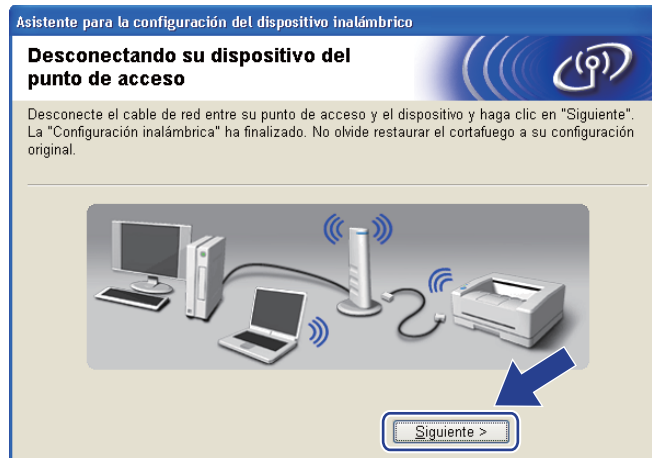 Asistente para la configuración del dispositivo inalámbrico
Desconectando su dispositivo del
punto de acceso
Desconecte el cable de red entre su punto de acceso y el dispositivo y haga clic en "Siguiente".
La "Configuración inalámbrica" ha finalizado. No olvide restaurar el cortafuego a su configuración
original.
Siguiente >